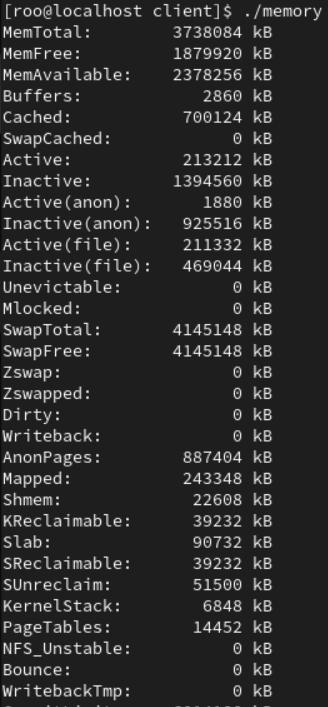 [roo@localhost client]$ ./memory
MemTotal:        3738084 kB
MemFree:         1879920 kB
MemAvailable:    2378256 kB
Buffers:            2860 kB
Cached:           700124 kB
SwapCached:            0 kB
Active:           213212 kB
Inactive:        1394560 kB
Active(anon):       1880 kB
Inactive(anon):   925516 kB
Active(file):     211332 kB
Inactive(file):   469044 kB
Unevictable:           0 kB
Mlocked:               0 kB
SwapTotal:       4145148 kB
SwapFree:        4145148 kB
Zswap:                 0 kB
Zswapped:              0 kB
Dirty:                 0 kB
Writeback:             0 kB
AnonPages:        887404 kB
Mapped:           243348 kB
Shmem:             22608 kB
KReclaimable:      39232 kB
Slab:              90732 kB
SReclaimable:      39232 kB
SUnreclaim:        51500 kB
KernelStack:        6848 kB
PageTables:        14452 kB
NFS_Unstable:          0 kB
Bounce:                0 kB
WritebackTmp:          0 kB